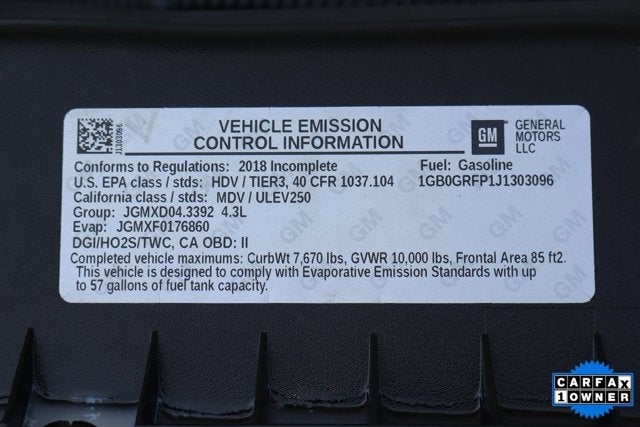 J1303096
VEHICLE EMISSION
CONTROL INFORMATION
GM
GENERAL
MOTORS
LLC
Conforms to Regulations: 2018 Incomplete
Fuel: Gasoline
U.S. EPA class / stds: HDV / TIER3, 40 CFR 1037.104
1GB0GRFP1J1303096
California class / stds: MDV / ULEV250
Group: JGMXD04.3392 4.3L
Evap: JGMXF0176860
DGI/HO2S/TWC, CA OBD: II
Completed vehicle maximums: CurbWt 7,670 lbs, GVWR 10,000 lbs, Frontal Area 85 ft2.
This vehicle is designed to comply with Evaporative Emission Standards with up
to 57 gallons of fuel tank capacity.
CARFAX
1 OWNER